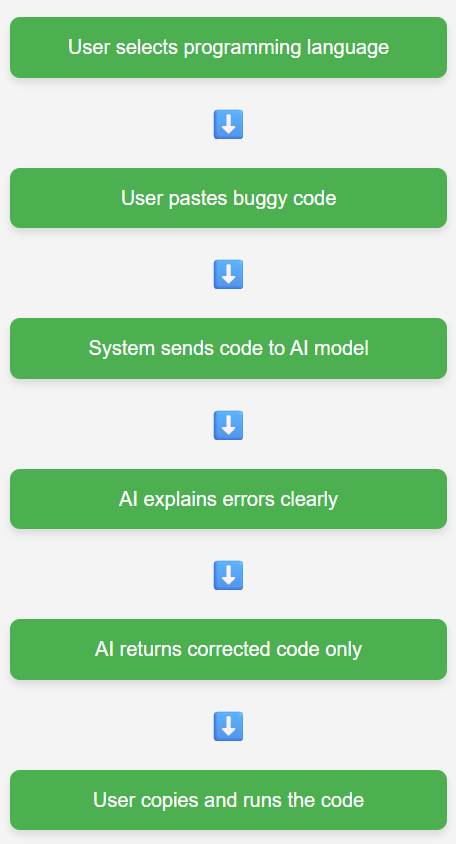 User selects programming language
User pastes buggy code
System sends code to AI model
AI explains errors clearly
AI returns corrected code only
User copies and runs the code